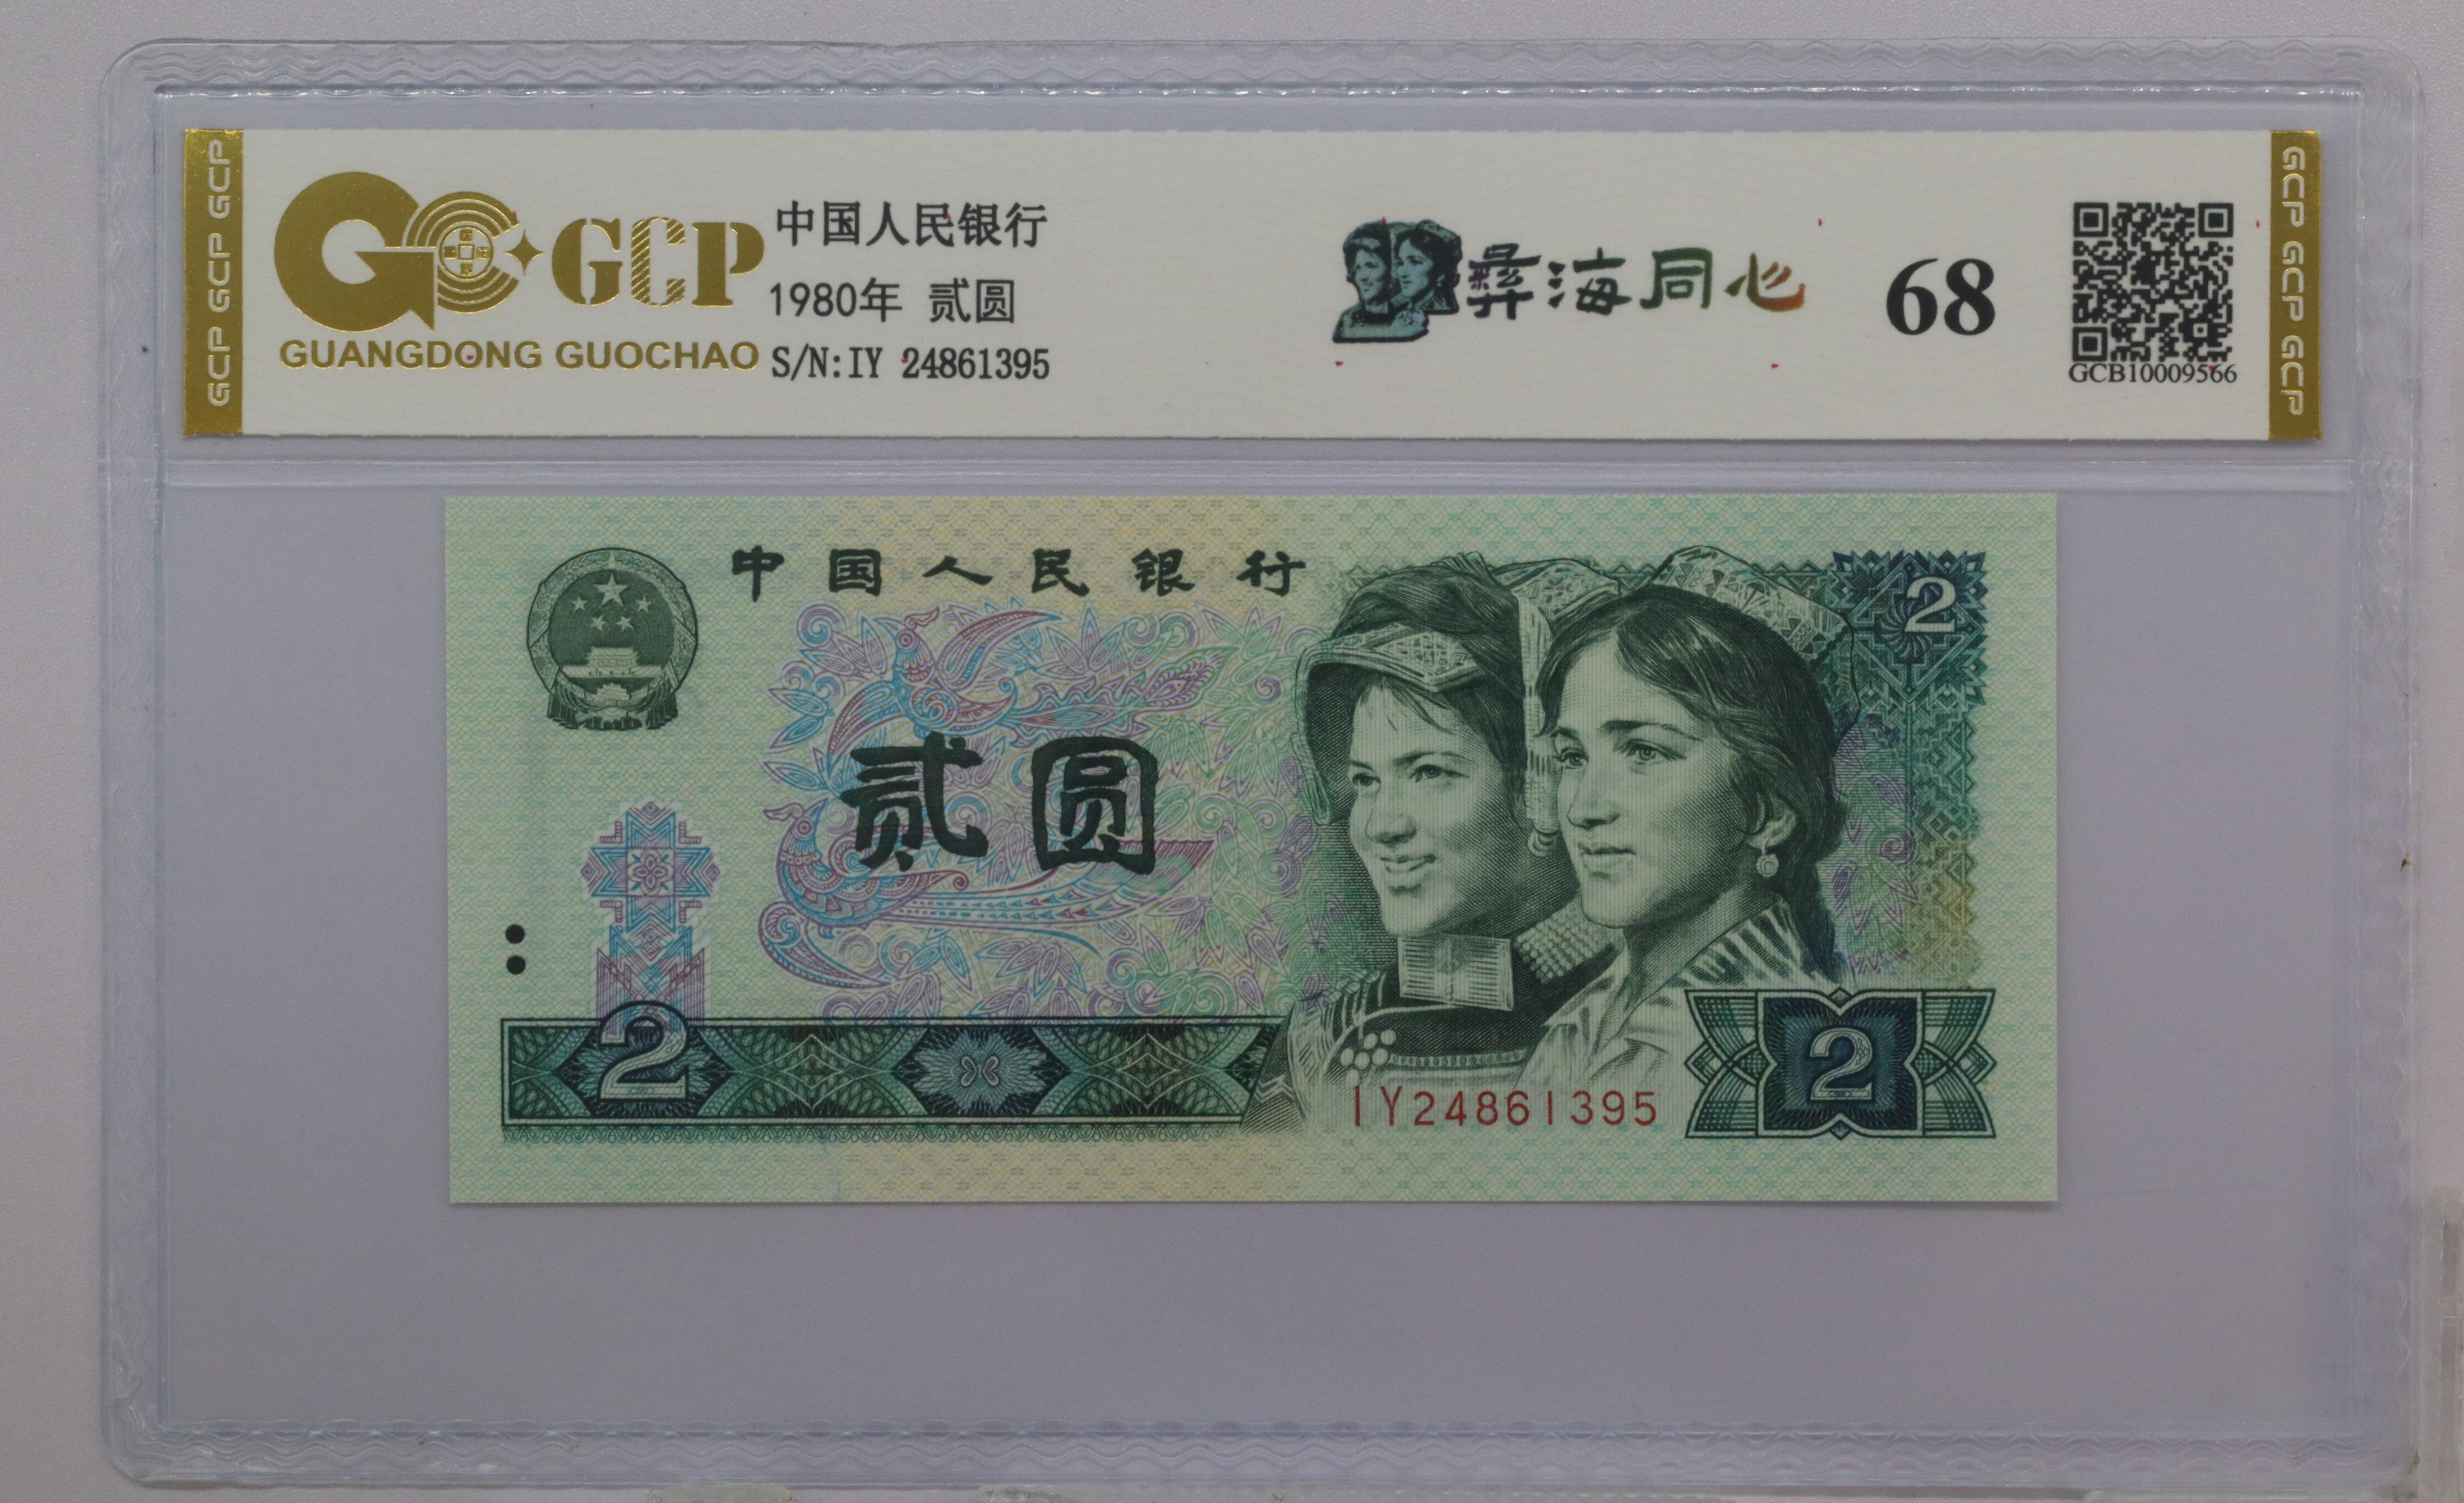 GCP GCP GCP
GCP
GUANGDONG GUOCHAO
中国人民银行
1980年 贰圆
S/N:IY 24861395
彝海同心
68
GCB10009566
GCP GCP GCP
中国人民银行
2
贰圆
2
IY24861395
2